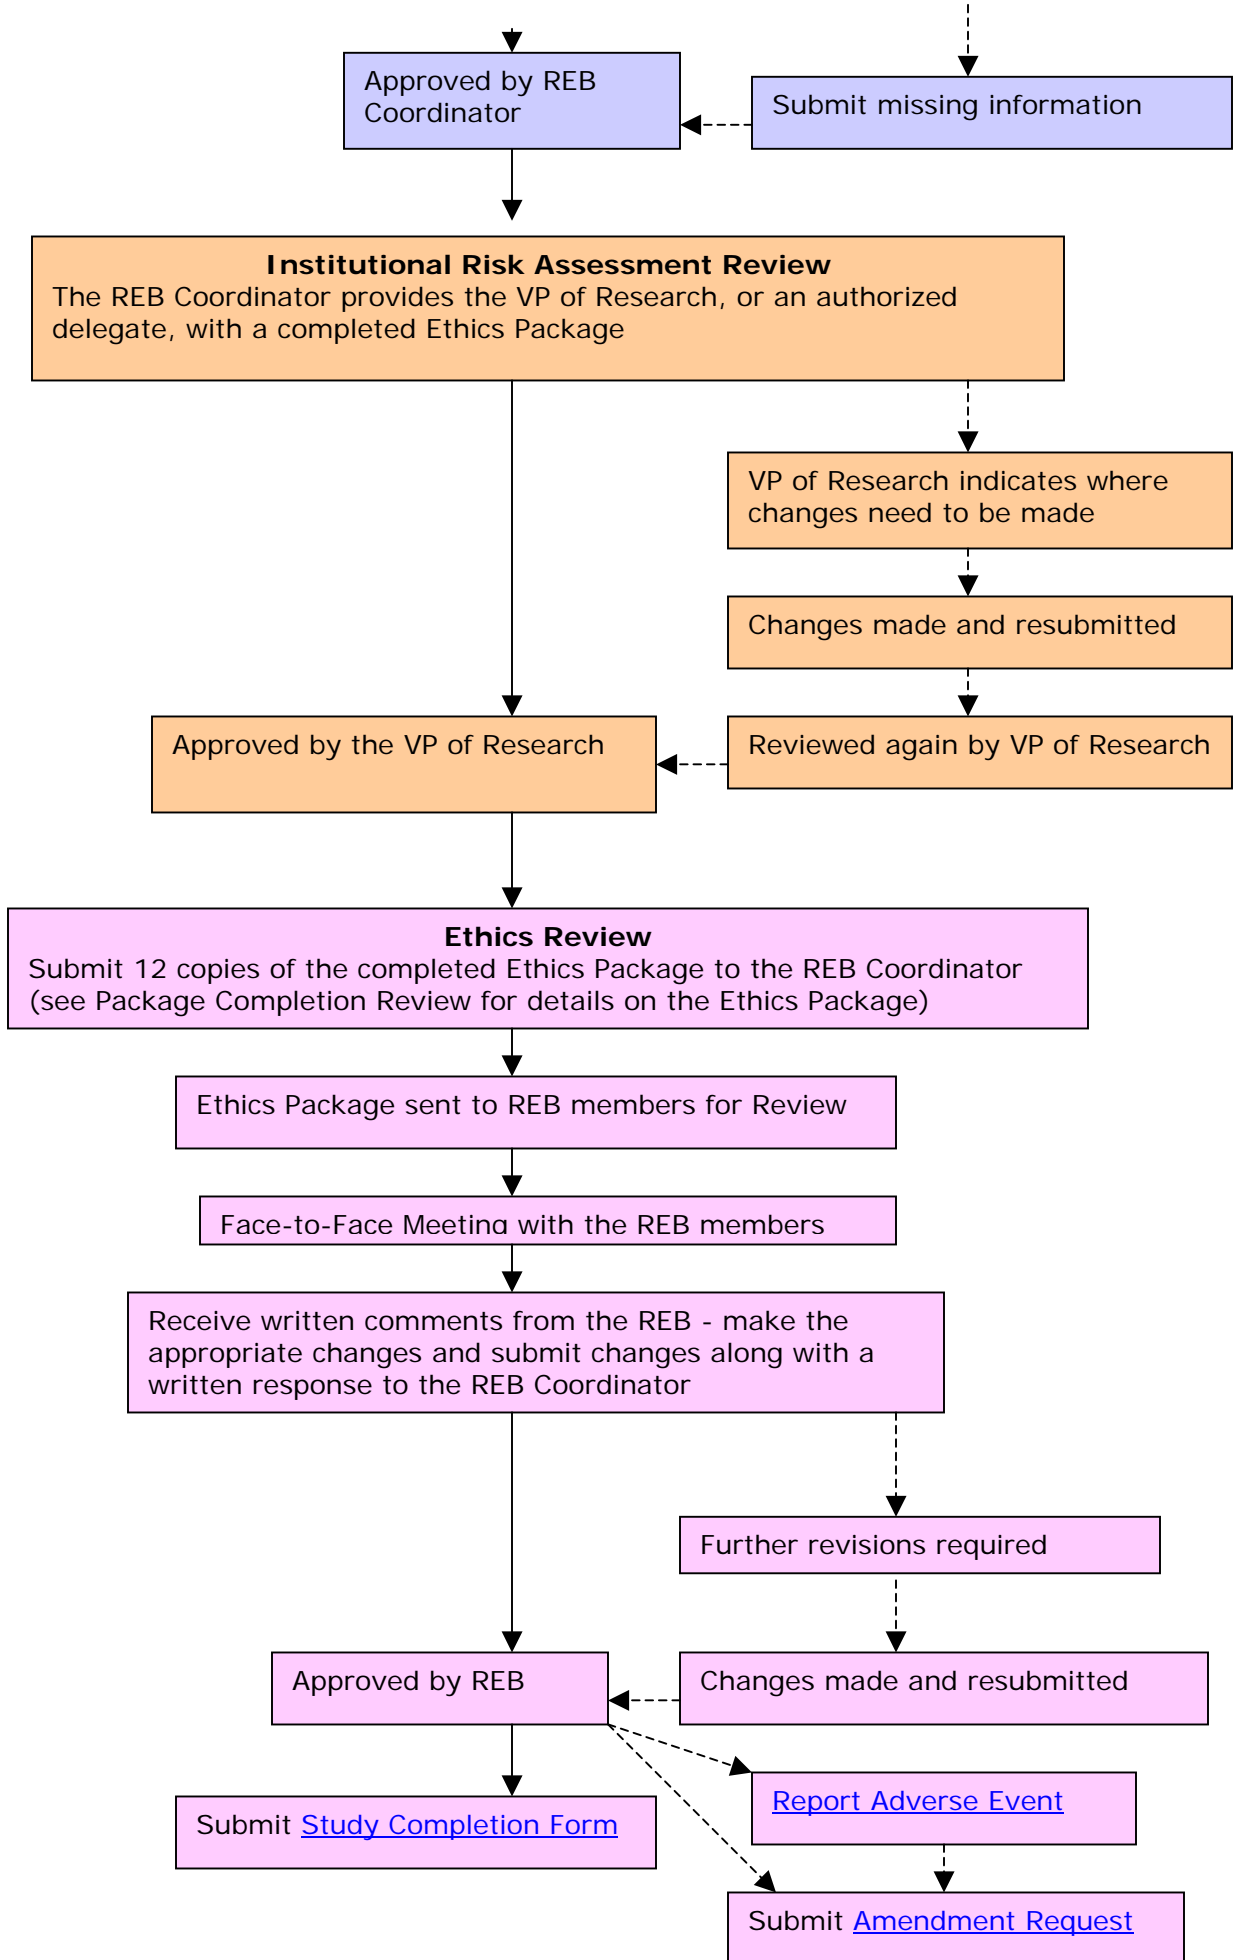 Approved by REB
Coordinator
Submit missing information
Institutional Risk Assessment Review
The REB Coordinator provides the VP of Research, or an authorized
delegate, with a completed Ethics Package
VP of Research indicates where
changes need to be made
Changes made and resubmitted
Approved by the VP of Research
Reviewed again by VP of Research
Ethics Review
Submit 12 copies of the completed Ethics Package to the REB Coordinator
(see Package Completion Review for details on the Ethics Package)
Ethics Package sent to REB members for Review
Face-to-Face Meeting with the REB members
Receive written comments from the REB - make the
appropriate changes and submit changes along with a
written response to the REB Coordinator
Further revisions required
Approved by REB
Changes made and resubmitted
Report Adverse Event
Submit Study Completion Form
Submit Amendment Request